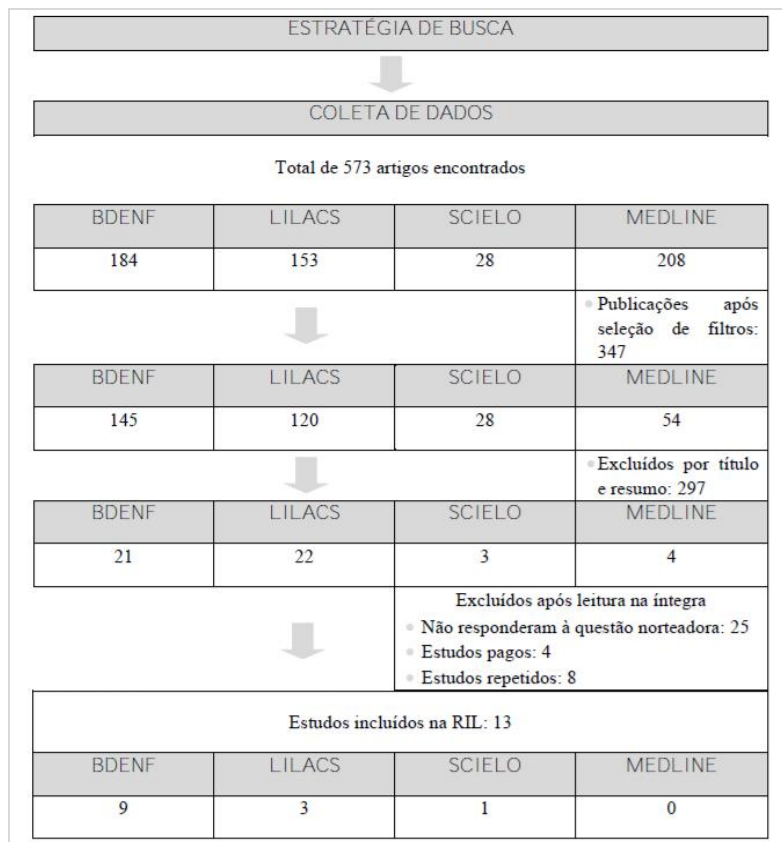 ESTRATÉGIA DE BUSCA
COLETA DE DADOS
Total de 573 artigos encontrados
BDENF LILACS SCIELO MEDLINE
184 153 28 208
Publicações após
seleção de filtros:
347
BDENF LILACS SCIELO MEDLINE
145 120 28 54
Excluídos por título
e resumo: 297
BDENF LILACS SCIELO MEDLINE
21 22 3 4
Excluídos após leitura na íntegra
Não responderam à questão norteadora: 25
Estudos pagos: 4
Estudos repetidos: 8
Estudos incluídos na RIL: 13
BDENF LILACS SCIELO MEDLINE
9 3 1 0